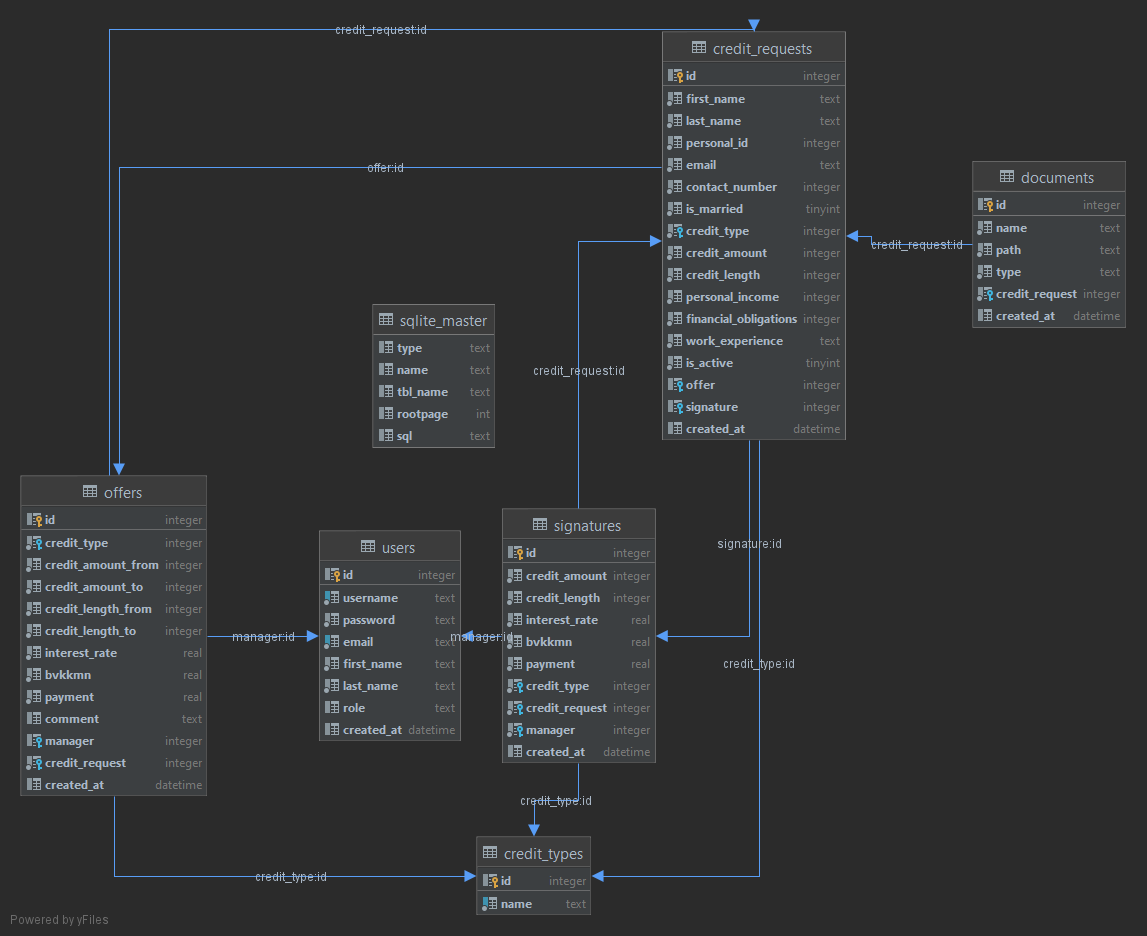 credit_request:id
credit_requests
id integer
first_name text
last_name text
personal_id integer
email text
contact_number integer
is_married tinyint
credit_type integer
credit_amount integer
credit_length integer
personal_income integer
financial_obligations integer
work_experience text
is_active tinyint
offer integer
signature integer
created_at datetime
offer:id
documents
id integer
name text
path text
type text
credit_request integer
created_at datetime
credit_request:id
sqlite_master
type text
name text
tbl_name text
rootpage int
sql text
credit_request:id
offers
id integer
credit_type integer
credit_amount_from integer
credit_amount_to integer
credit_length_from integer
credit_length_to integer
interest_rate real
bvkkmn real
payment real
comment text
manager integer
credit_request integer
created_at datetime
manager:id
users
id integer
username text
password text
email text
first_name text
last_name text
role text
created_at datetime
manager:id
signatures
id integer
credit_amount integer
credit_length integer
interest_rate real
bvkkmn real
payment real
credit_type integer
credit_request integer
manager integer
created_at datetime
signature:id
credit_type:id
credit_type:id
credit_types
id integer
name text
credit_type:id
Powered by yFiles